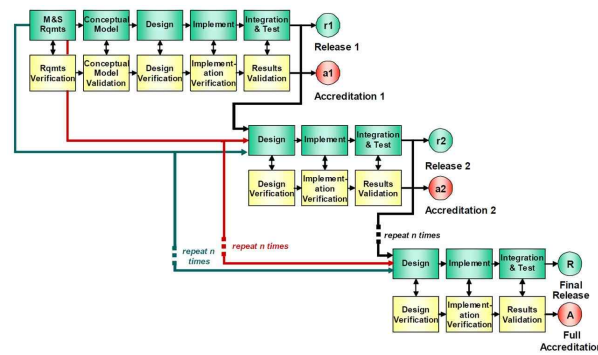 M&S
Rqmts
Conceptual
Model
Design
Implement
Integration
& Test
r1
Release 1
Rqmts
Verification
Conceptual
Model
Validation
Design
Verification
Implement-
ation
Verification
Results
Validation
a1
Accreditation 1
Design
Implement
Integration
& Test
r2
Release 2
Design
Verification
Implement-
ation
Verification
Results
Validation
a2
Accreditation 2
repeat n
times
repeat n times
repeat n times
Design
Implement
Integration
& Test
R
Final
Release
Design
Verification
Implement-
ation
Verification
Results
Validation
A
Full
Accreditation